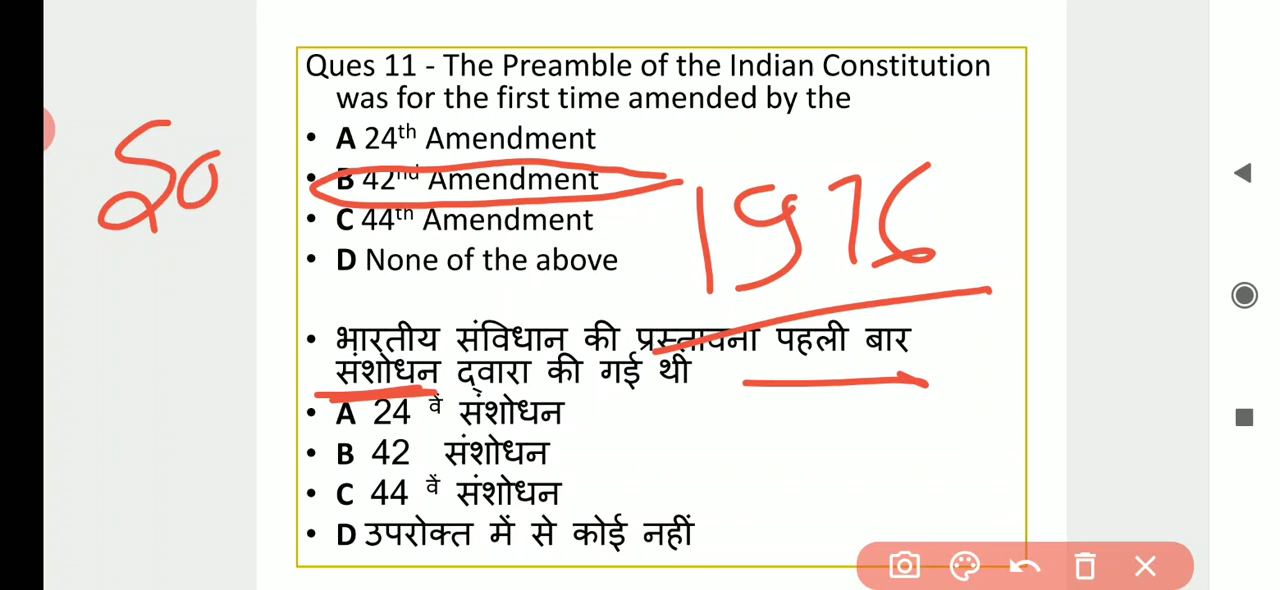 Ques 11 - The Preamble of the Indian Constitution
was for the first time amended by the
• A 24th Amendment
• B 42nd Amendment
• C 44th Amendment
• D None of the above
1976
भारतीय संविधान की प्रस्तावना पहली बार
संशोधन द्वारा की गई थी
• A 24 वें संशोधन
• B 42 संशोधन
• C 44 वें संशोधन
• D उपरोक्त में से कोई नहीं